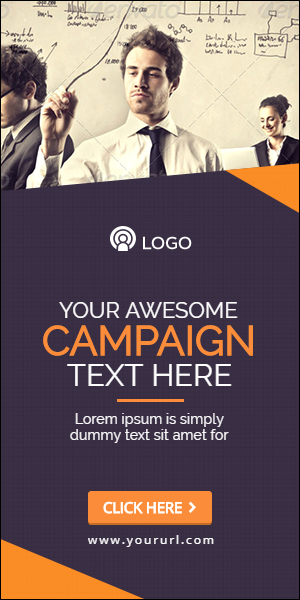 LOGO
YOUR AWESOME
CAMPAIGN
TEXT HERE
Lorem ipsum is simply
dummy text sit amet for
CLICK HERE
www.yoururl.com